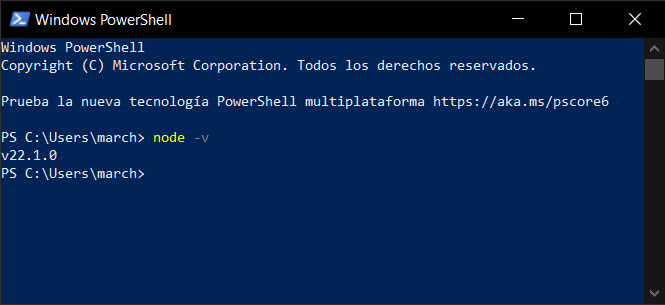 Windows PowerShell
Windows PowerShell
Copyright (C) Microsoft Corporation. Todos los derechos reservados.
Prueba la nueva tecnología PowerShell multiplataforma https://aka.ms/pscore6
PS C:\Users\march> node -v
v22.1.0
PS C:\Users\march>